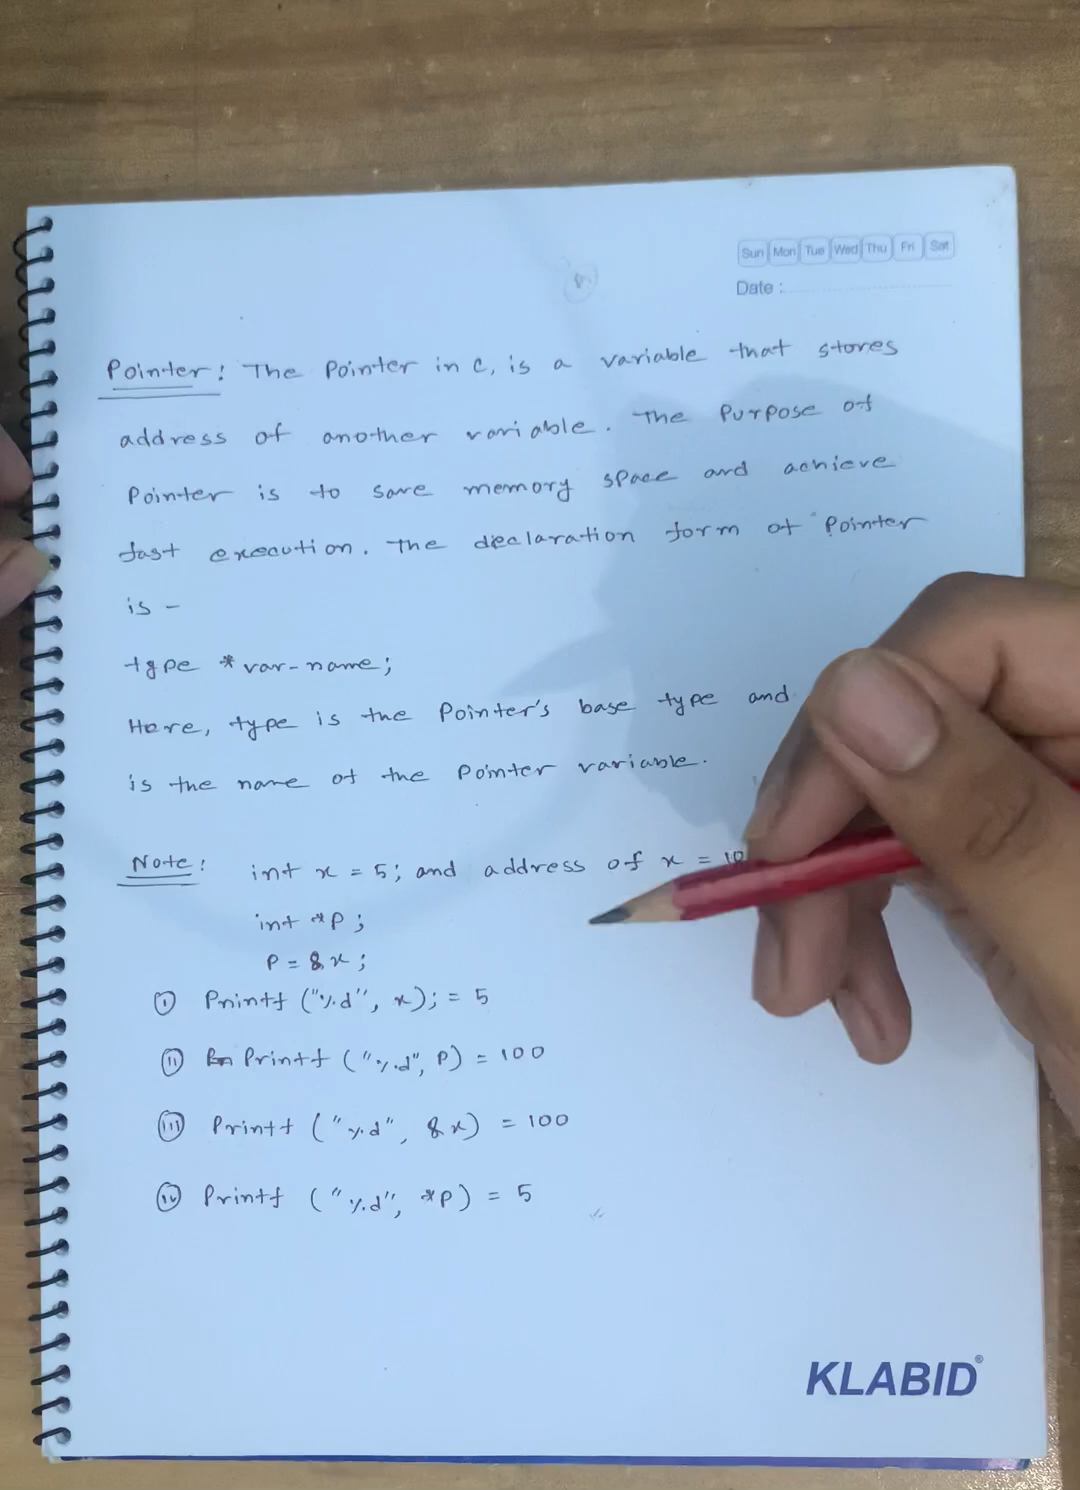 Sun Mon Tue Wed Thu Fri Sat
Date :
Pointer: The Pointer in C, is a variable that stores
address of another variable. The Purpose of
Pointer is to save memory space and achieve
fast execution. The declaration form of Pointer
is -
type *var-name;
Here, type is the Pointer's base type and
is the name of the Pointer variable.
Note: int x = 5; and address of x = 10
int *P;
P = &x;
(i) Printf ("%d", x); = 5
(ii) Printf ("%d", P) = 100
(iii) Printf ("%d", &x) = 100
(iv) Printf ("%d", *P) = 5
KLABID®